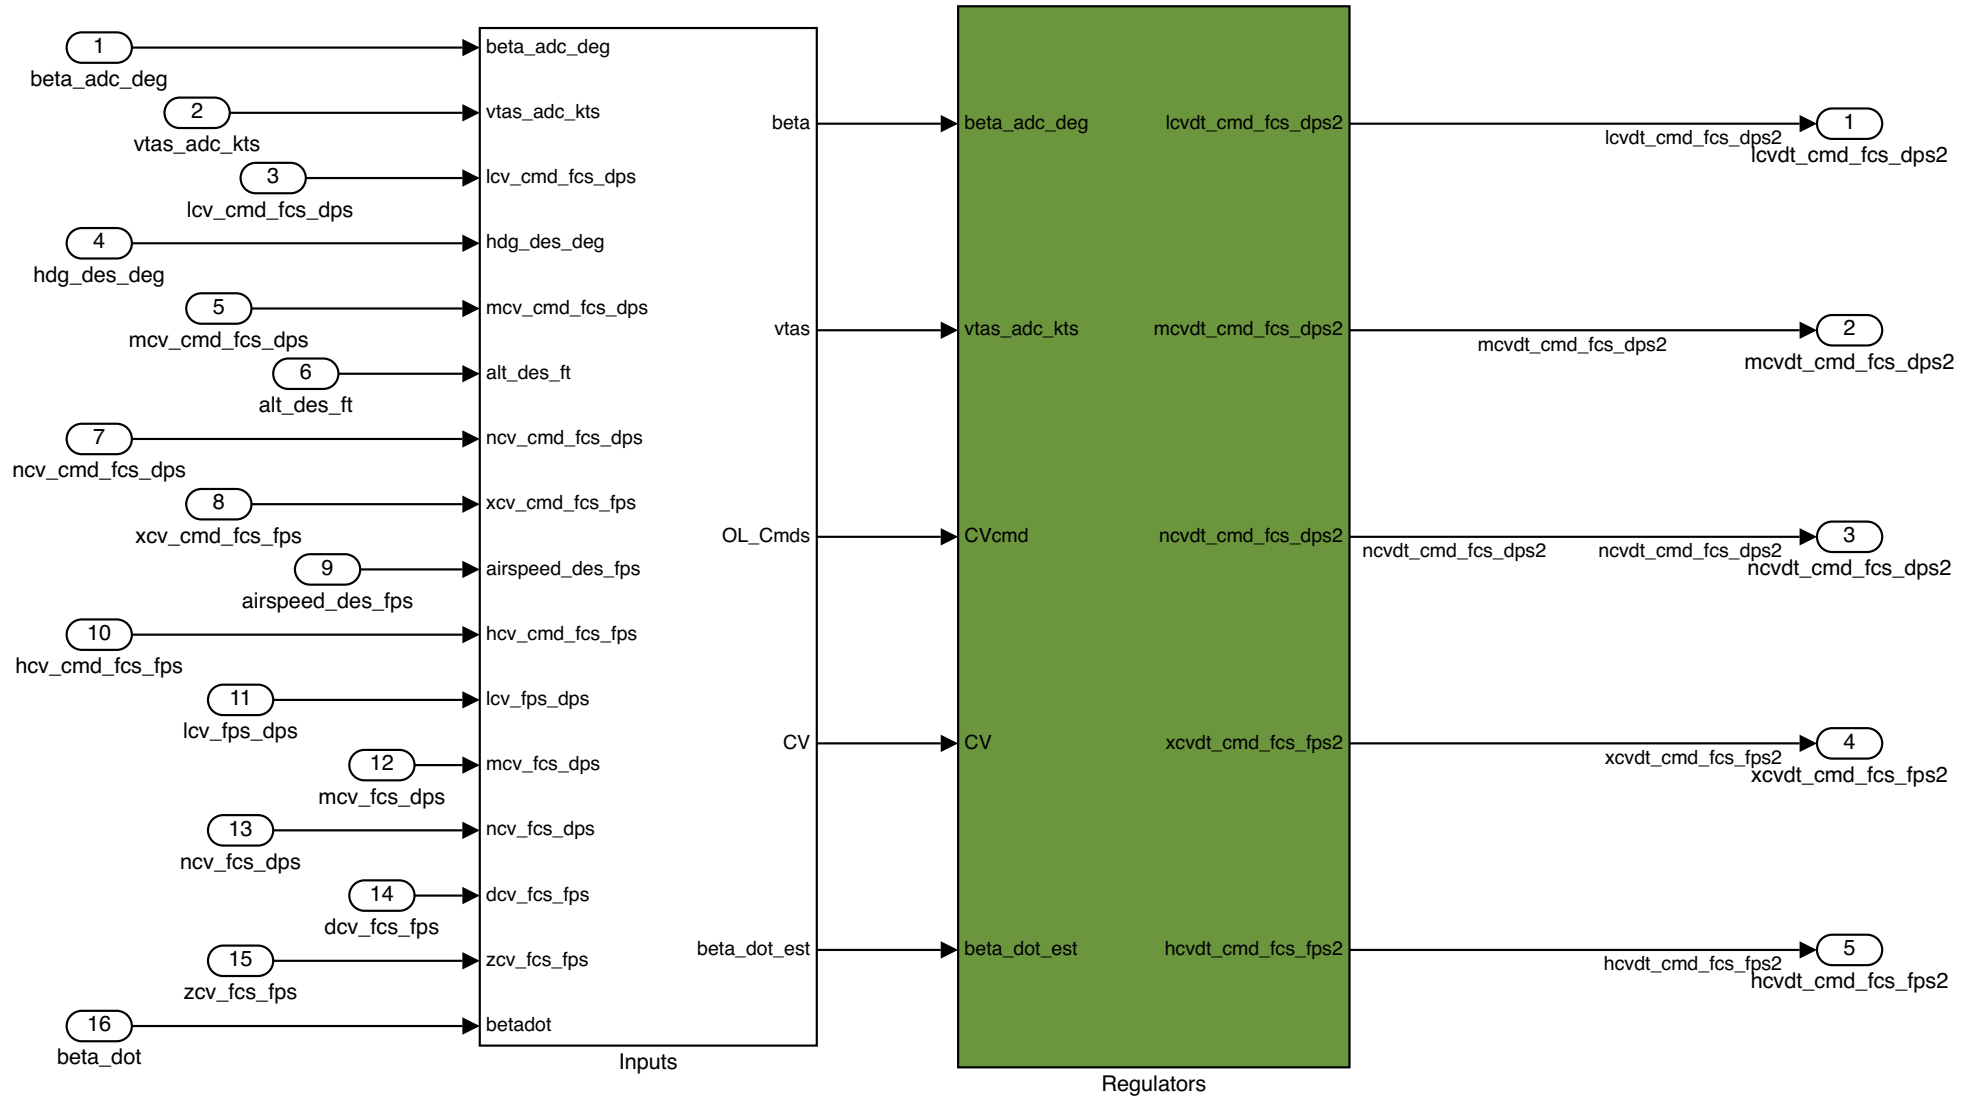 1
beta_adc_deg
2
vtas_adc_kts
3
lcv_cmd_fcs_dps
4
hdg_des_deg
5
mcv_cmd_fcs_dps
6
alt_des_ft
7
ncv_cmd_fcs_dps
8
xcv_cmd_fcs_fps
9
airspeed_des_fps
10
hcv_cmd_fcs_fps
11
lcv_fps_dps
12
mcv_fcs_dps
13
ncv_fcs_dps
14
dcv_fcs_fps
15
zcv_fcs_fps
16
beta_dot
beta_adc_deg
vtas_adc_kts
lcv_cmd_fcs_dps
hdg_des_deg
mcv_cmd_fcs_dps
alt_des_ft
ncv_cmd_fcs_dps
xcv_cmd_fcs_fps
airspeed_des_fps
hcv_cmd_fcs_fps
lcv_fps_dps
mcv_fcs_dps
ncv_fcs_dps
dcv_fcs_fps
zcv_fcs_fps
betadot
beta
vtas
OL_Cmds
CV
beta_dot_est
Inputs
beta_adc_deg
vtas_adc_kts
CVcmd
CV
beta_dot_est
lcvdt_cmd_fcs_dps2
mcvdt_cmd_fcs_dps2
ncvdt_cmd_fcs_dps2
xcvdt_cmd_fcs_fps2
hcvdt_cmd_fcs_fps2
Regulators
lcvdt_cmd_fcs_dps2
1
lcvdt_cmd_fcs_dps2
mcvdt_cmd_fcs_dps2
2
mcvdt_cmd_fcs_dps2
ncvdt_cmd_fcs_dps2
ncvdt_cmd_fcs_dps2
3
ncvdt_cmd_fcs_dps2
xcvdt_cmd_fcs_fps2
4
xcvdt_cmd_fcs_fps2
hcvdt_cmd_fcs_fps2
5
hcvdt_cmd_fcs_fps2